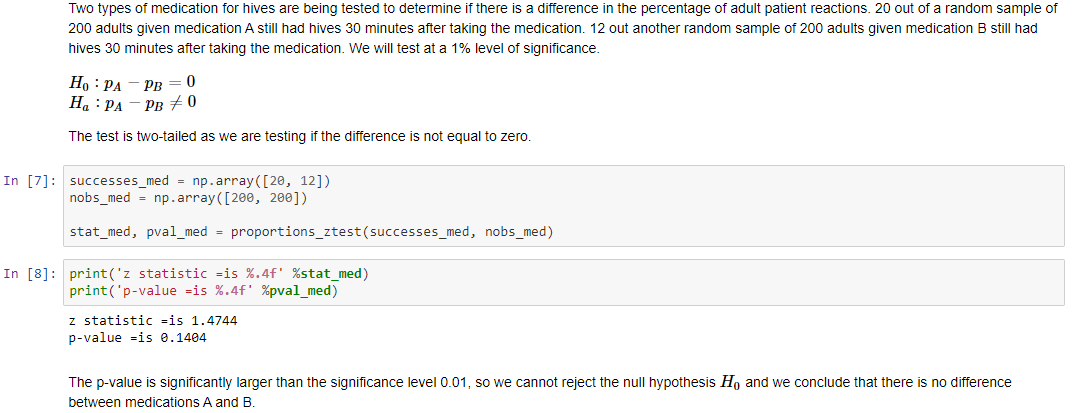 Two types of medication for hives are being tested to determine if there is a difference in the percentage of adult patient reactions. 20 out of a random sample of
200 adults given medication A still had hives 30 minutes after taking the medication. 12 out another random sample of 200 adults given medication B still had
hives 30 minutes after taking the medication. We will test at a 1% level of significance.
H₀ : p_A − p_B = 0
H_a : p_A − p_B ≠ 0
The test is two-tailed as we are testing if the difference is not equal to zero.
In [7]: successes_med = np.array([20, 12])
nobs_med = np.array([200, 200])
stat_med, pval_med = proportions_ztest(successes_med, nobs_med)
In [8]: print('z statistic =is %.4f' %stat_med)
print('p-value =is %.4f' %pval_med)
z statistic =is 1.4744
p-value =is 0.1404
The p-value is significantly larger than the significance level 0.01, so we cannot reject the null hypothesis H₀ and we conclude that there is no difference
between medications A and B.